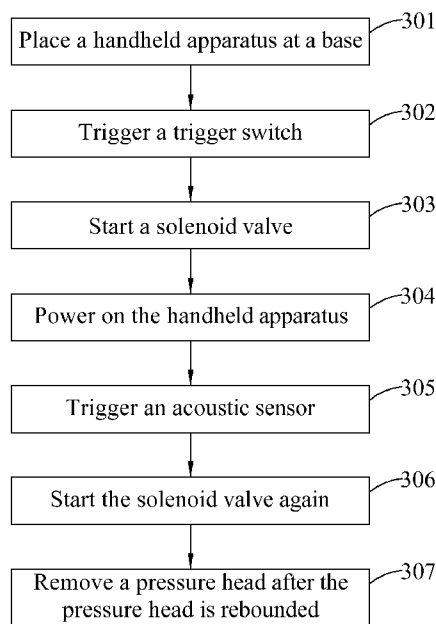 301
Place a handheld apparatus at a base
302
Trigger a trigger switch
303
Start a solenoid valve
304
Power on the handheld apparatus
305
Trigger an acoustic sensor
306
Start the solenoid valve again
307
Remove a pressure head after the
pressure head is rebounded